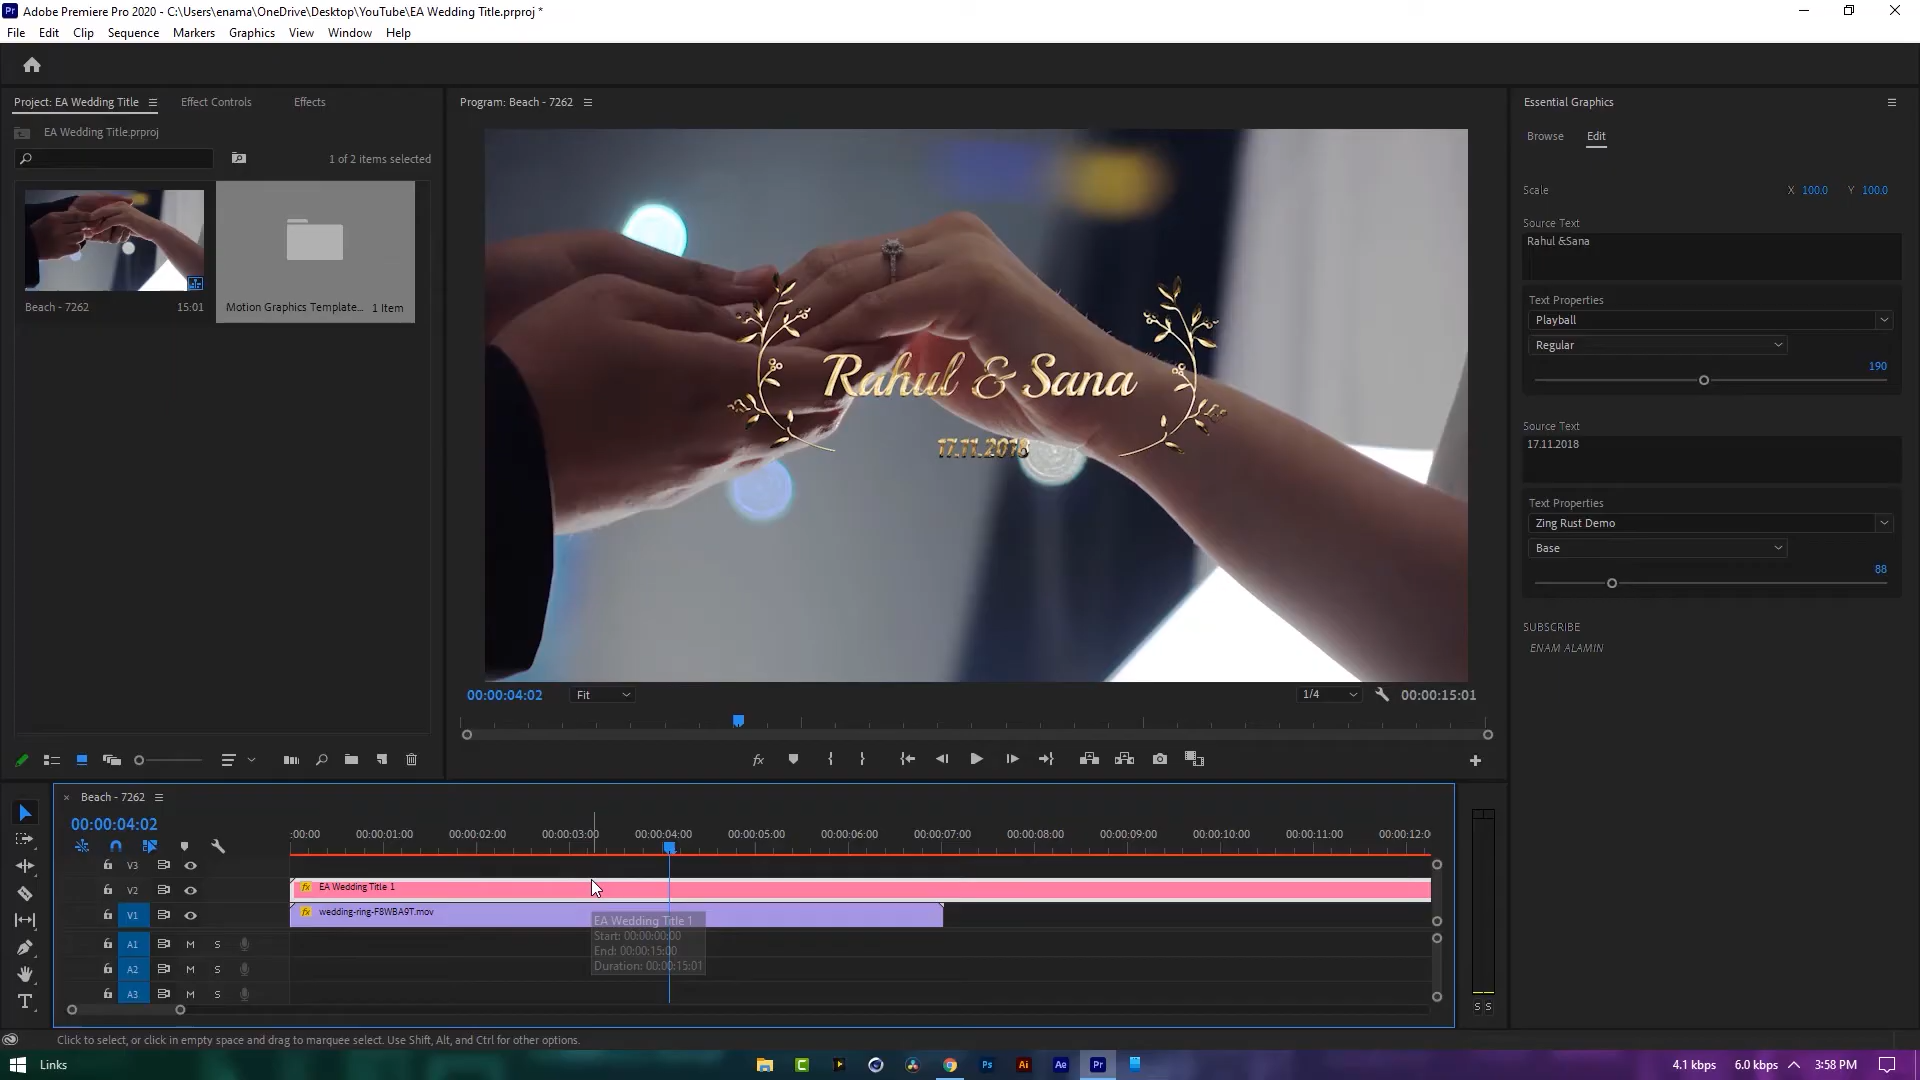 Adobe Premiere Pro 2020 - C:\Users\enama\OneDrive\Desktop\YouTube\EA Wedding Title.prproj *
File Edit Clip Sequence Markers Graphics View Window Help
Project: EA Wedding Title Effect Controls Effects
EA Wedding Title.prproj
1 of 2 items selected
Beach - 7262 15:01
Motion Graphics Template... 1 Item
Program: Beach - 7262
Rahul & Sana
17.11.2018
00:00:04:02 Fit 1/4 00:00:15:01
Essential Graphics
Browse Edit
Scale X 100.0 Y 100.0
Source Text
Rahul &Sana
Text Properties
Playball
Regular
190
Source Text
17.11.2018
Text Properties
Zing Rust Demo
Base
88
SUBSCRIBE
ENAM ALAMIN
× Beach - 7262
00:00:04:02
:00:00 00:00:01:00 00:00:02:00 00:00:03:00 00:00:04:00 00:00:05:00 00:00:06:00 00:00:07:00 00:00:08:00 00:00:09:00 00:00:10:00 00:00:11:00 00:00:12:0
V3
V2 fx EA Wedding Title 1
V1 fx wedding-ring-F8WBA9T.mov
EA Wedding Title 1
Start: 00:00:00:00
End: 00:00:15:00
Duration: 00:00:15:01
A1 M S
A2 M S
A3 M S
S S
Click to select, or click in empty space and drag to marquee select. Use Shift, Alt, and Ctrl for other options.
Links Ps Ai Ae Pr 4.1 kbps 6.0 kbps 3:58 PM